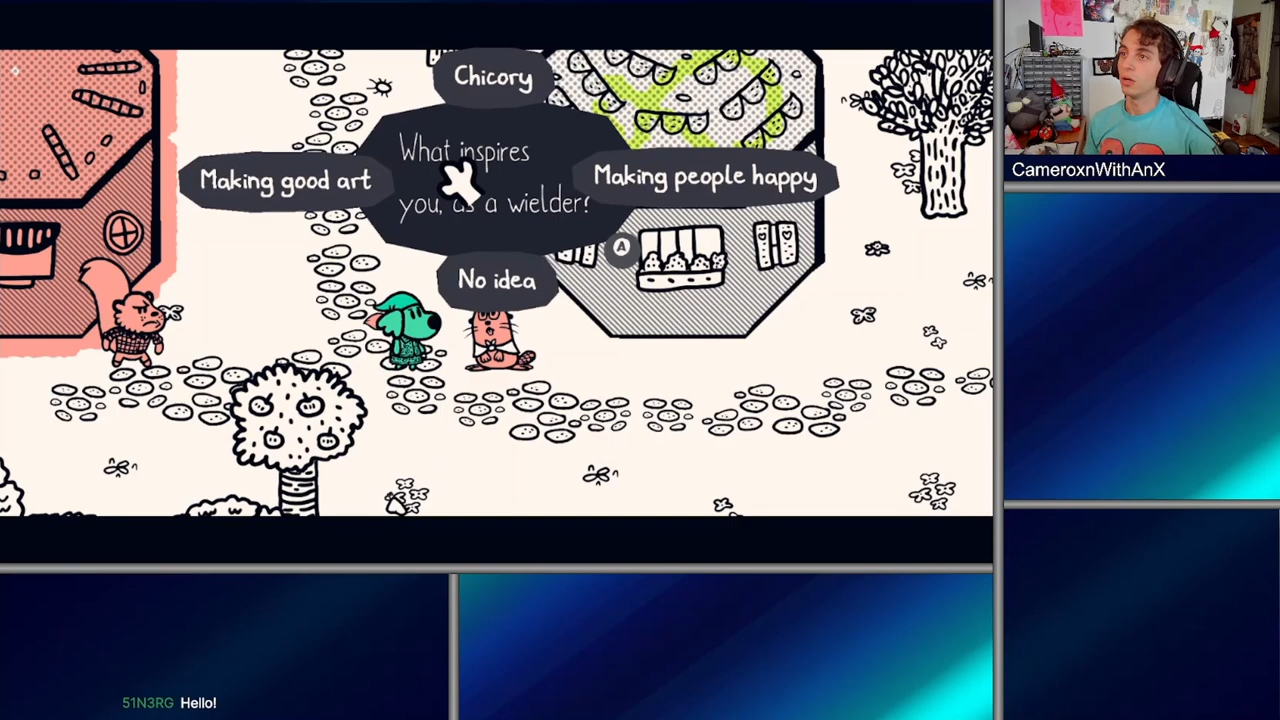 Chicory
What inspires
you, as a wielder?
Making good art
Making people happy
A
No idea
CameroxnWithAnX
51N3RG Hello!